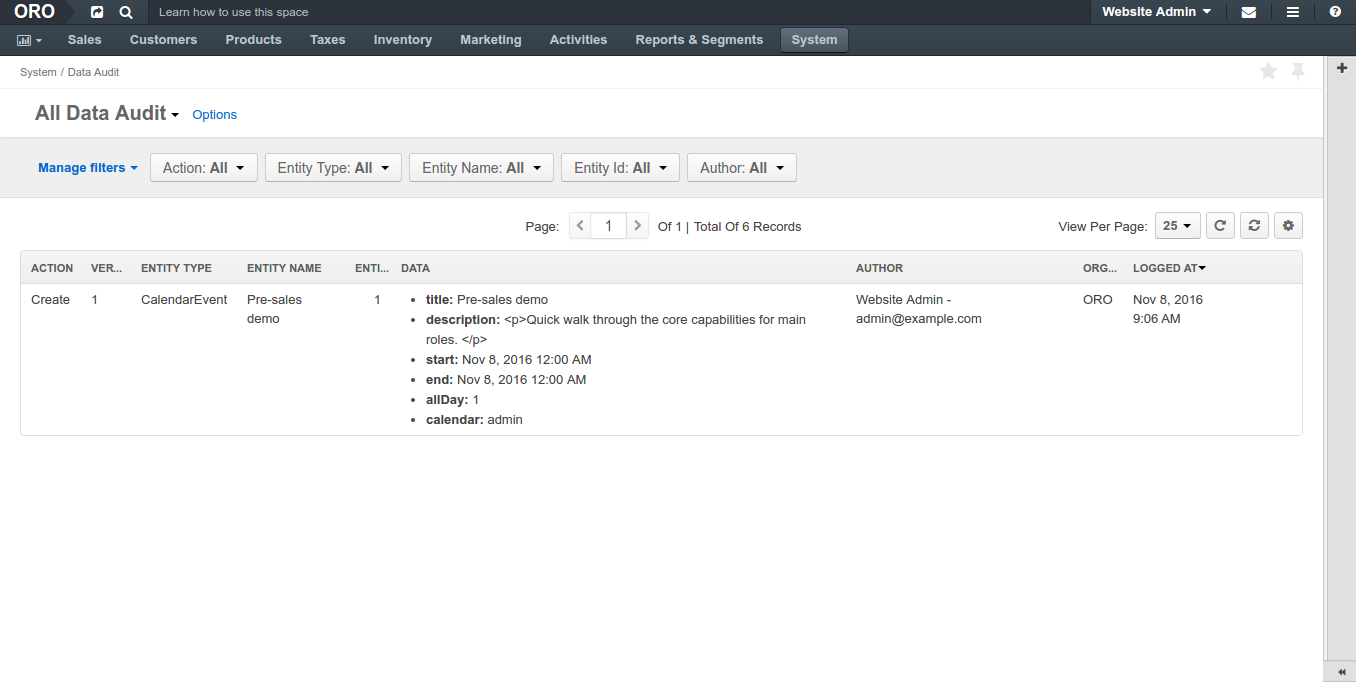 ORO Learn how to use this space Website Admin
Sales Customers Products Taxes Inventory Marketing Activities Reports & Segments System
System / Data Audit
All Data Audit Options
Manage filters Action: All Entity Type: All Entity Name: All Entity Id: All Author: All
Page: 1 Of 1 | Total Of 6 Records View Per Page: 25
ACTION VER... ENTITY TYPE ENTITY NAME ENTI... DATA AUTHOR ORG... LOGGED AT
Create 1 CalendarEvent Pre-sales 1 • title: Pre-sales demo Website Admin - ORO Nov 8, 2016
demo • description: <p>Quick walk through the core capabilities for main admin@example.com 9:06 AM
roles. </p>
• start: Nov 8, 2016 12:00 AM
• end: Nov 8, 2016 12:00 AM
• allDay: 1
• calendar: admin